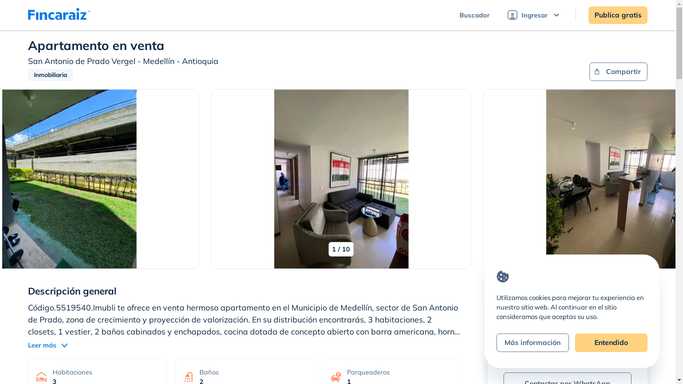 Fincaraiz
Buscador
Ingresar
Publica gratis
Apartamento en venta
San Antonio de Prado Vergel - Medellín - Antioquia
Inmobiliaria
Compartir
1 / 10
Descripción general
Código.5519540.Imubli te ofrece en venta hermoso apartamento en el Municipio de Medellín, sector de San Antonio
de Prado, zona de crecimiento y proyección de valorización. En su distribución encontrarás, 3 habitaciones, 2
closets, 1 vestier, 2 baños cabinados y enchapados, cocina dotada de concepto abierto con barra americana, horn...
Leer más
Habitaciones
3
Baños
2
Parqueaderos
1
Utilizamos cookies para mejorar tu experiencia en
nuestro sitio web. Al continuar en el sitio
consideramos que aceptas su uso.
Más información
Entendido
Contactar por WhatsApp